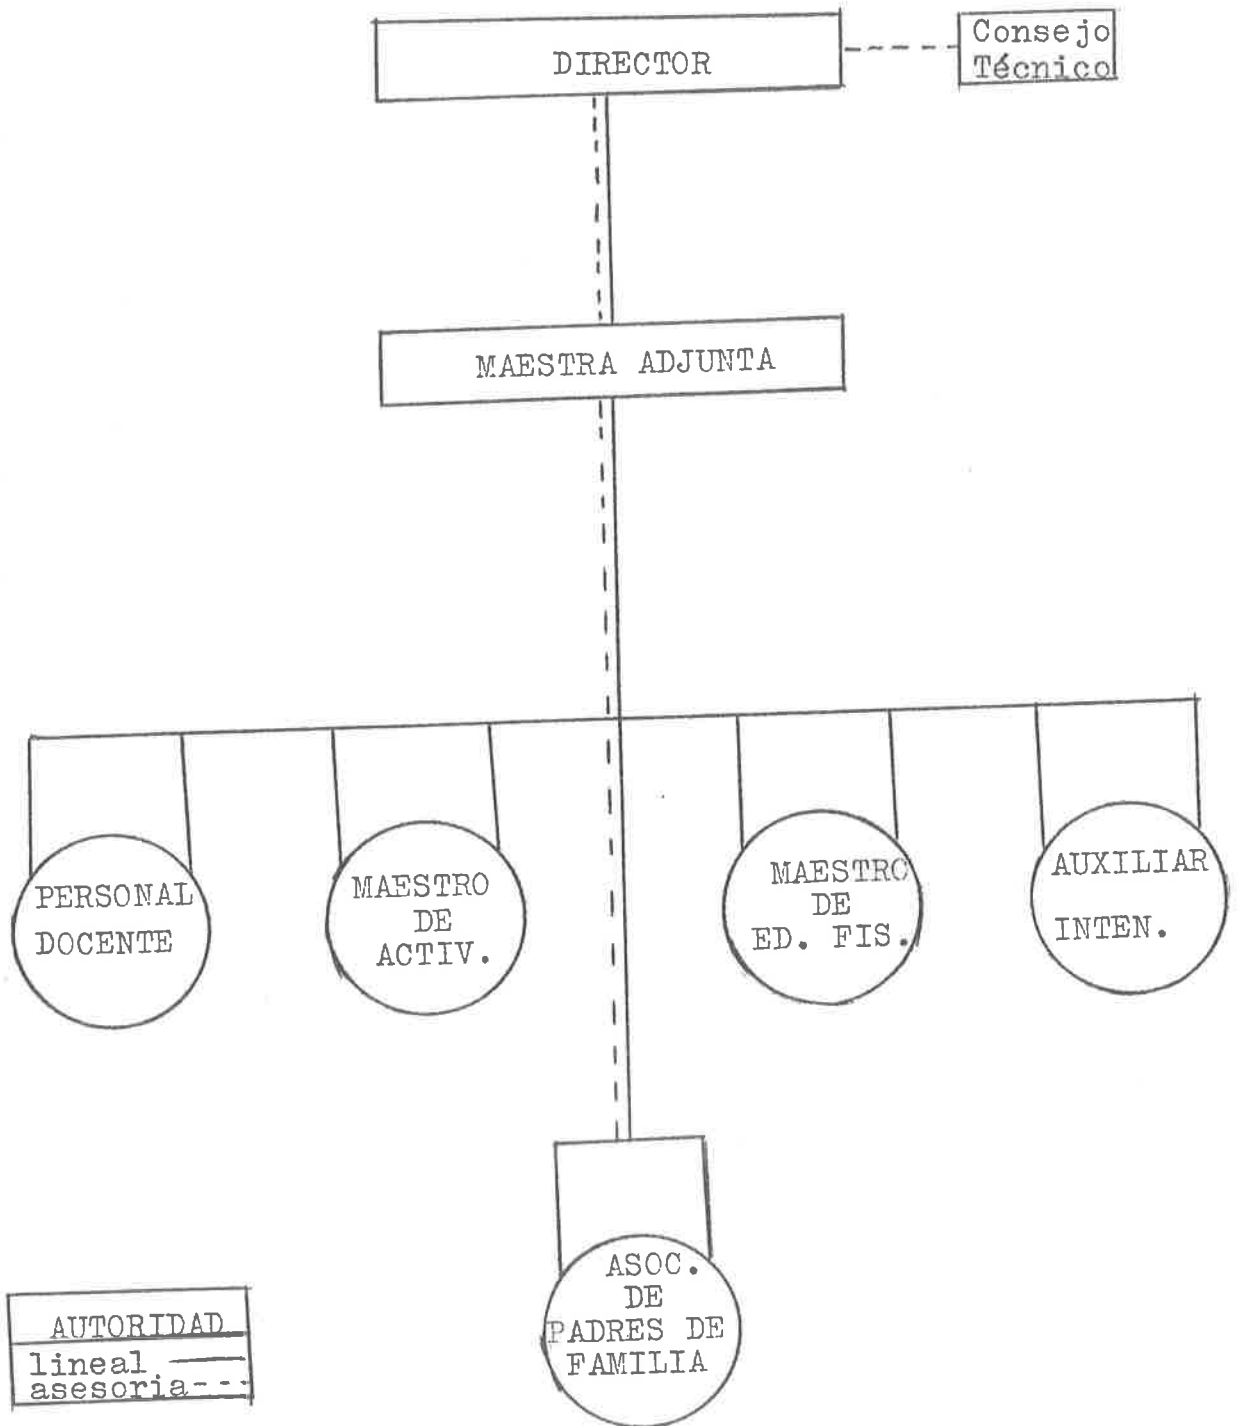 DIRECTOR
Consejo
Técnico
MAESTRA ADJUNTA
PERSONAL
DOCENTE
MAESTRO
DE
ACTIV.
MAESTRO
DE
ED. FIS.
AUXILIAR
INTEN.
ASOC.
DE
PADRES DE
FAMILIA
AUTORIDAD
lineal
asesoria